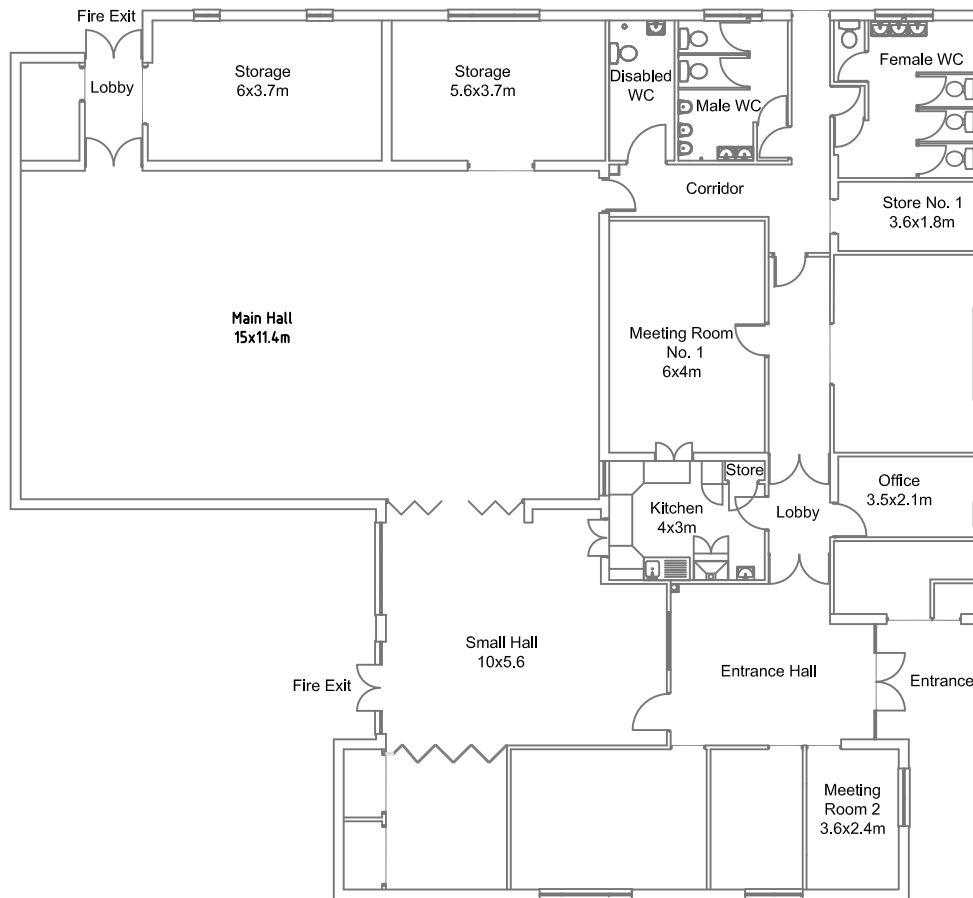 Fire Exit
Lobby
Storage
6x3.7m
Storage
5.6x3.7m
Disabled
WC
Male WC
Female WC
Corridor
Store No. 1
3.6x1.8m
Main Hall
15x11.4m
Meeting Room
No. 1
6x4m
Store
Kitchen
4x3m
Lobby
Office
3.5x2.1m
Small Hall
10x5.6
Fire Exit
Entrance Hall
Entrance
Meeting
Room 2
3.6x2.4m